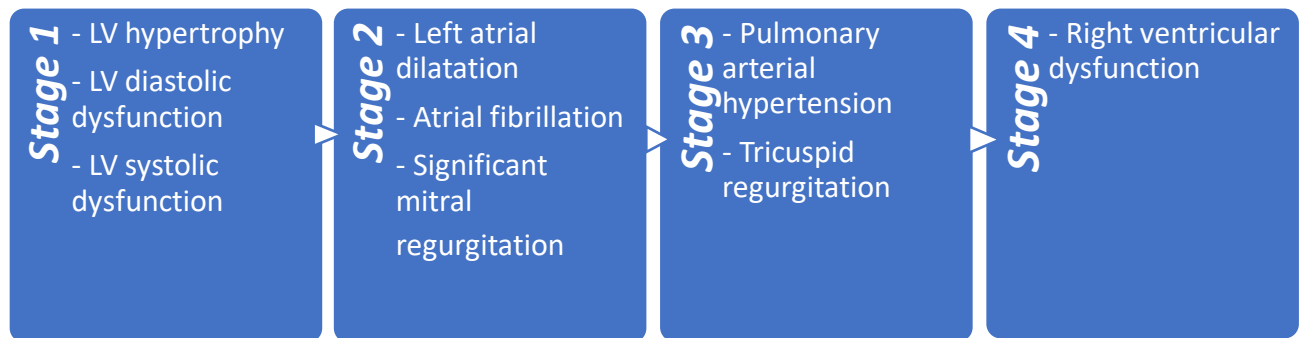 Stage 1
- LV hypertrophy
- LV diastolic
dysfunction
- LV systolic
dysfunction
Stage 2
- Left atrial
dilatation
- Atrial fibrillation
- Significant
mitral
regurgitation
Stage 3
- Pulmonary
arterial
hypertension
- Tricuspid
regurgitation
Stage 4
- Right ventricular
dysfunction